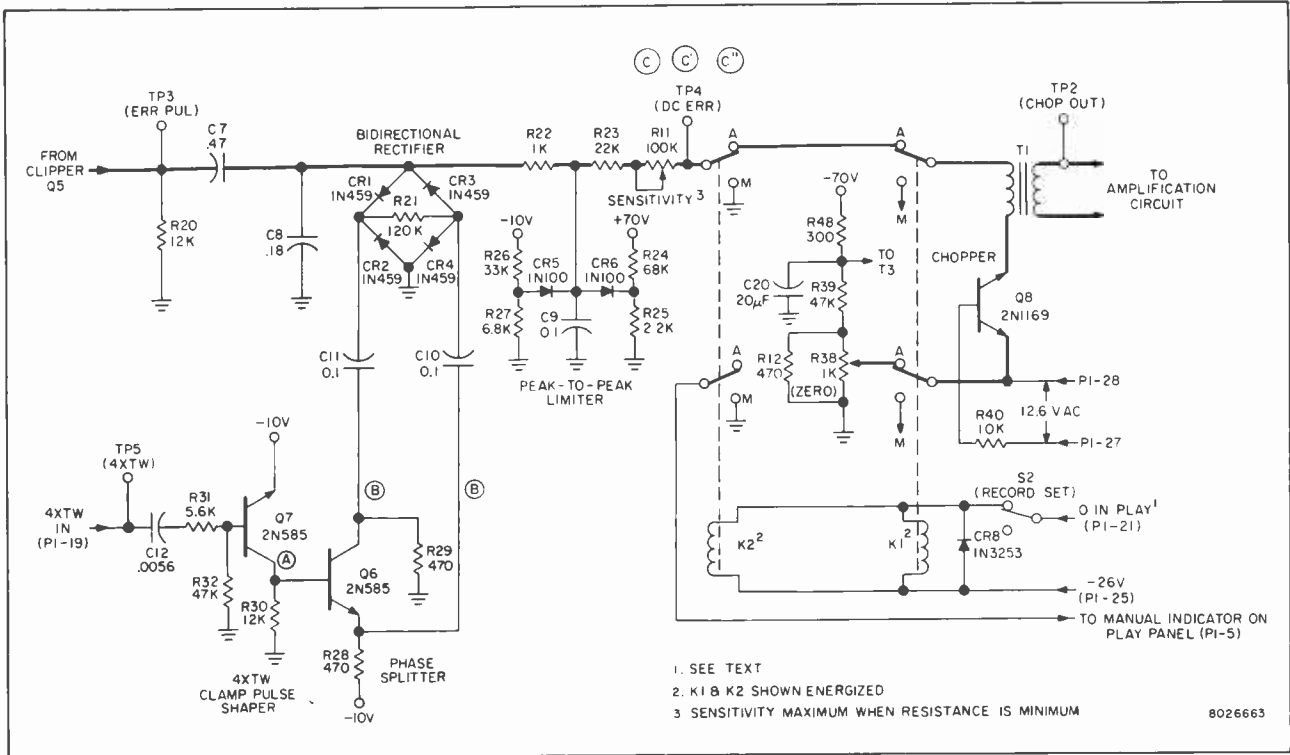 C C' C"
TP3
(ERR PUL)
TP4
(DC ERR)
TP2
(CHOP OUT)
FROM
CLIPPER
Q5
C7
.47
BIDIRECTIONAL
RECTIFIER
R22
1K
R23
22K
R11
100K
A
A
T1
TO
AMPLIFICATION
CIRCUIT
R20
12K
C8
.18
CR1
1N459
CR3
1N459
R21
120K
CR2
1N459
CR4
1N459
SENSITIVITY 3
M
M
-10V
+70V
R26
33K
CR5
1N100
CR6
1N100
R24
68K
R27
6.8K
C9
0.1
R25
2.2K
PEAK-TO-PEAK
LIMITER
-70V
R48
300
TO
T3
C20
20µF
R39
47K
CHOPPER
Q8
2N1169
R12
470
R38
1K
(ZERO)
A
M
A
M
P1-28
12.6 VAC
R40
10K
P1-27
C11
0.1
C10
0.1
-10V
TP5
(4XTW)
4XTW
IN
(P1-19)
C12
.0056
R31
5.6K
Q7
2N585
A
B
B
R32
47K
R30
12K
Q6
2N585
R29
470
R28
470
-10V
4XTW
CLAMP PULSE
SHAPER
PHASE
SPLITTER
S2
(RECORD SET)
O IN PLAY 1
(P1-21)
K2 2
K1 2
CR8
1N3253
-26V
(P1-25)
TO MANUAL INDICATOR ON
PLAY PANEL (P1-5)
1. SEE TEXT
2. K1 & K2 SHOWN ENERGIZED
3 SENSITIVITY MAXIMUM WHEN RESISTANCE IS MINIMUM
8026663